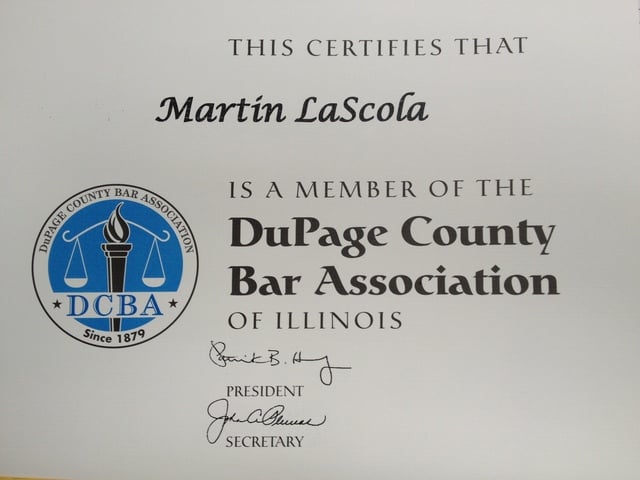 THIS CERTIFIES THAT
Martin LaScola
IS A MEMBER OF THE
DuPage County
Bar Association
OF ILLINOIS
DuPAGE COUNTY BAR ASSOCIATION
★ DCBA ★
Since 1879
PRESIDENT
SECRETARY